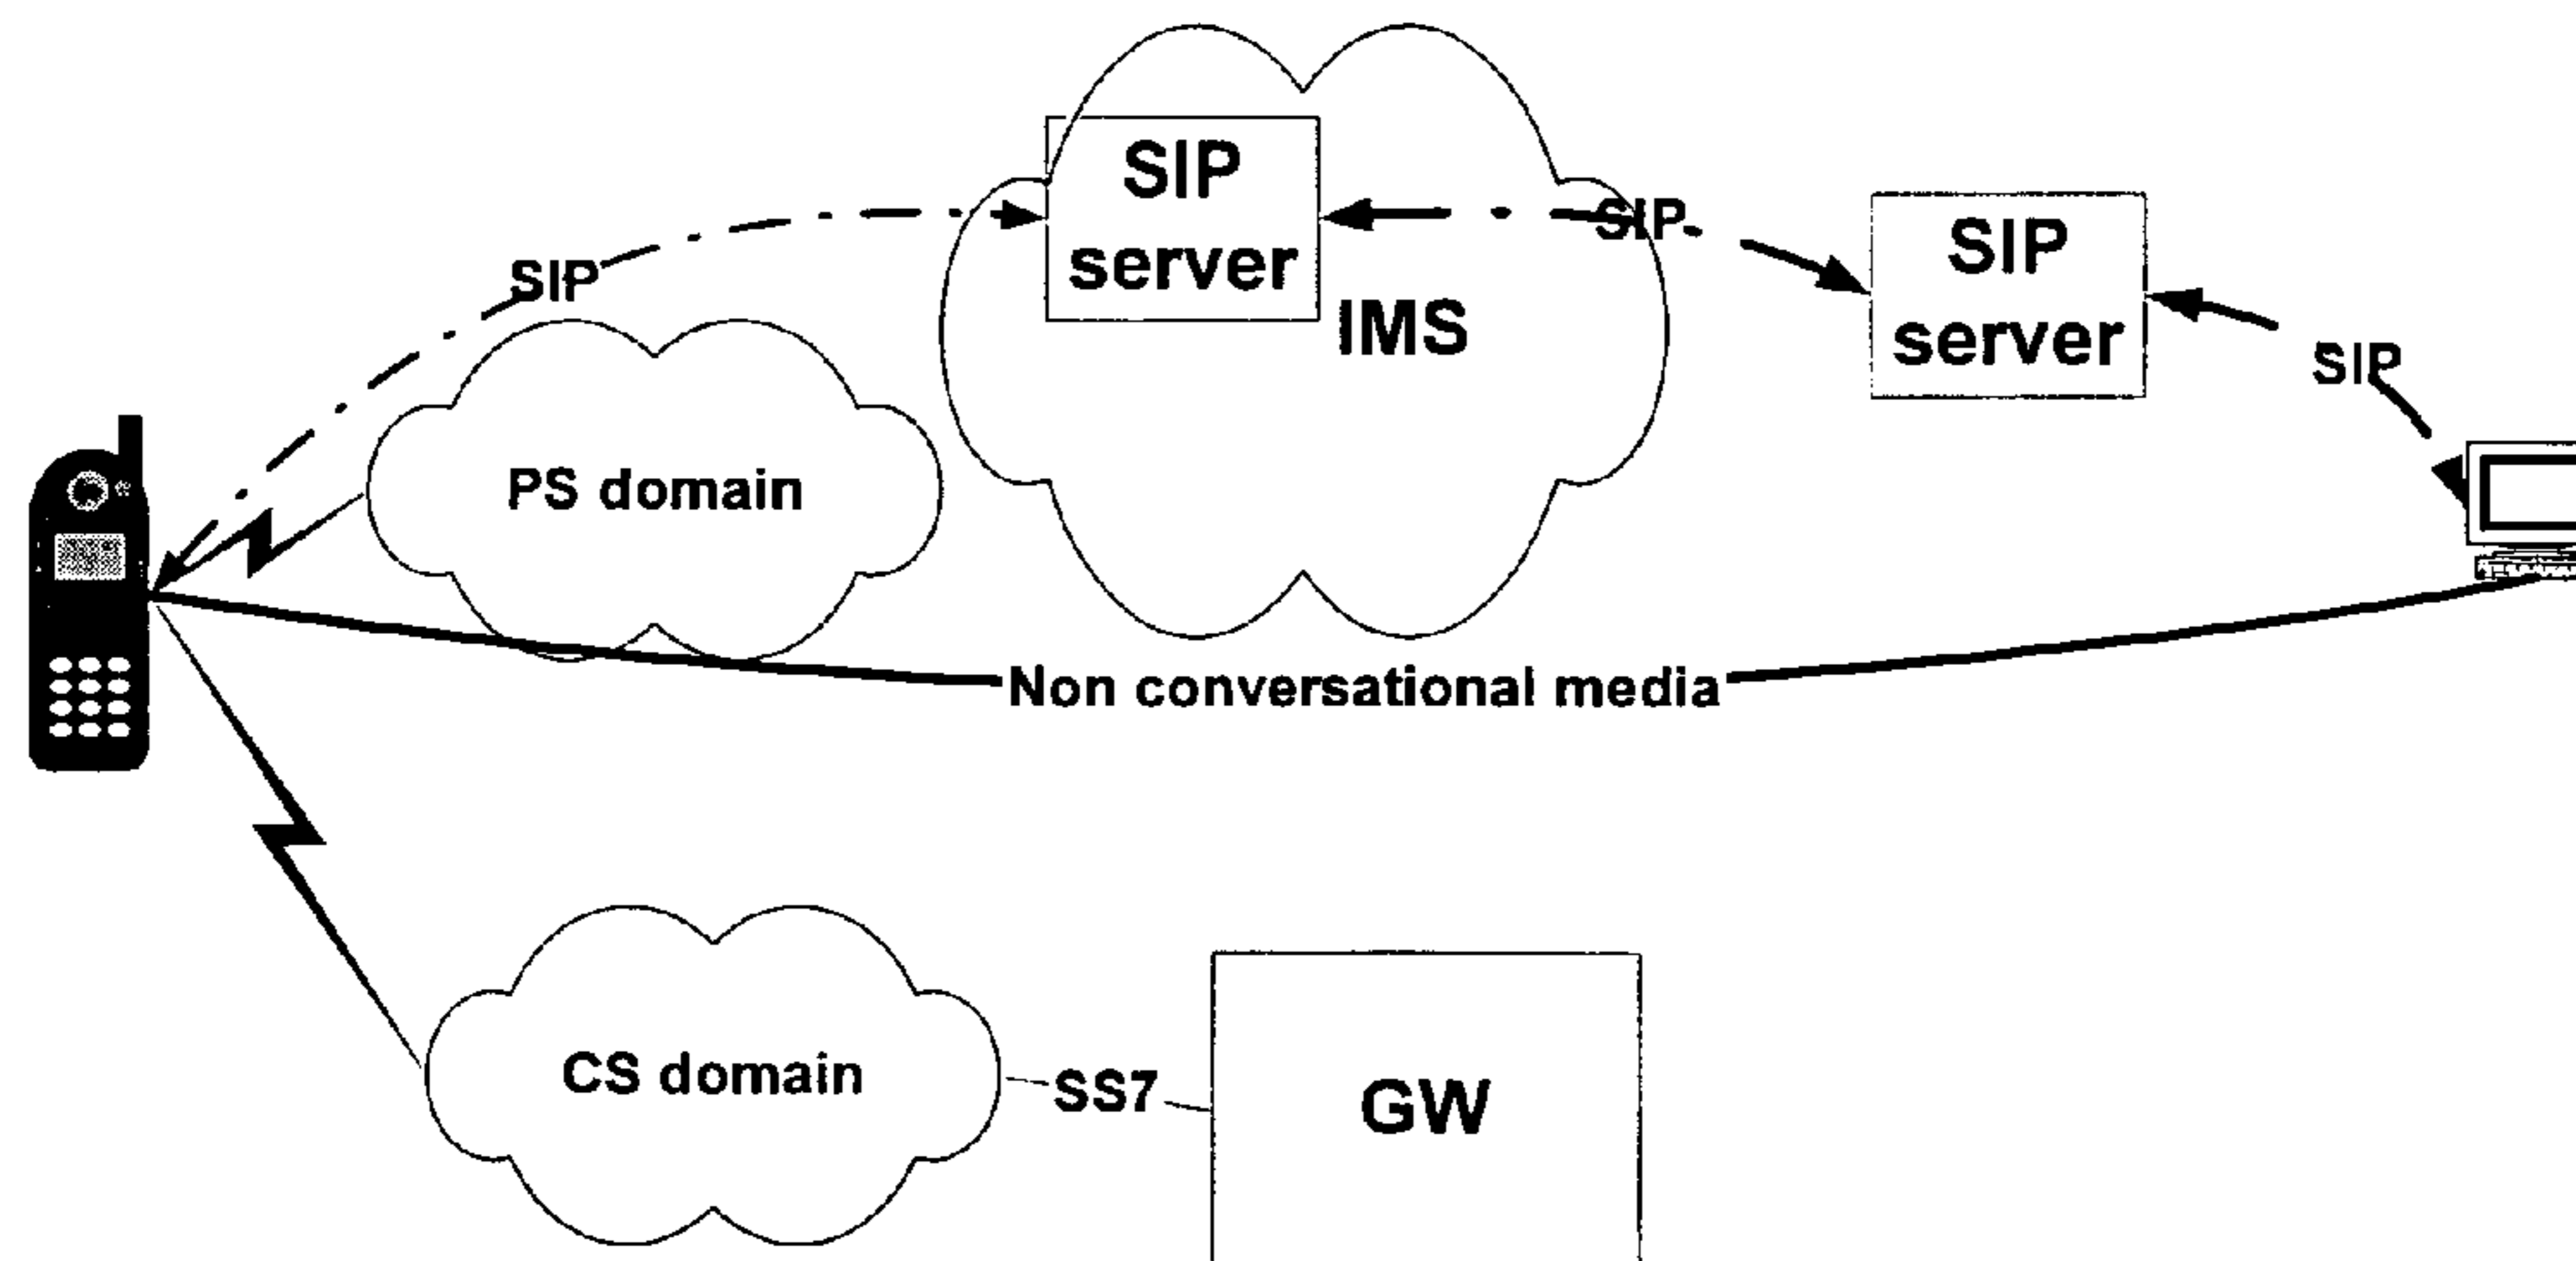 SIP
server
SIP
SIP
IMS
SIP
server
SIP
PS domain
Non conversational media
CS domain
SS7
GW